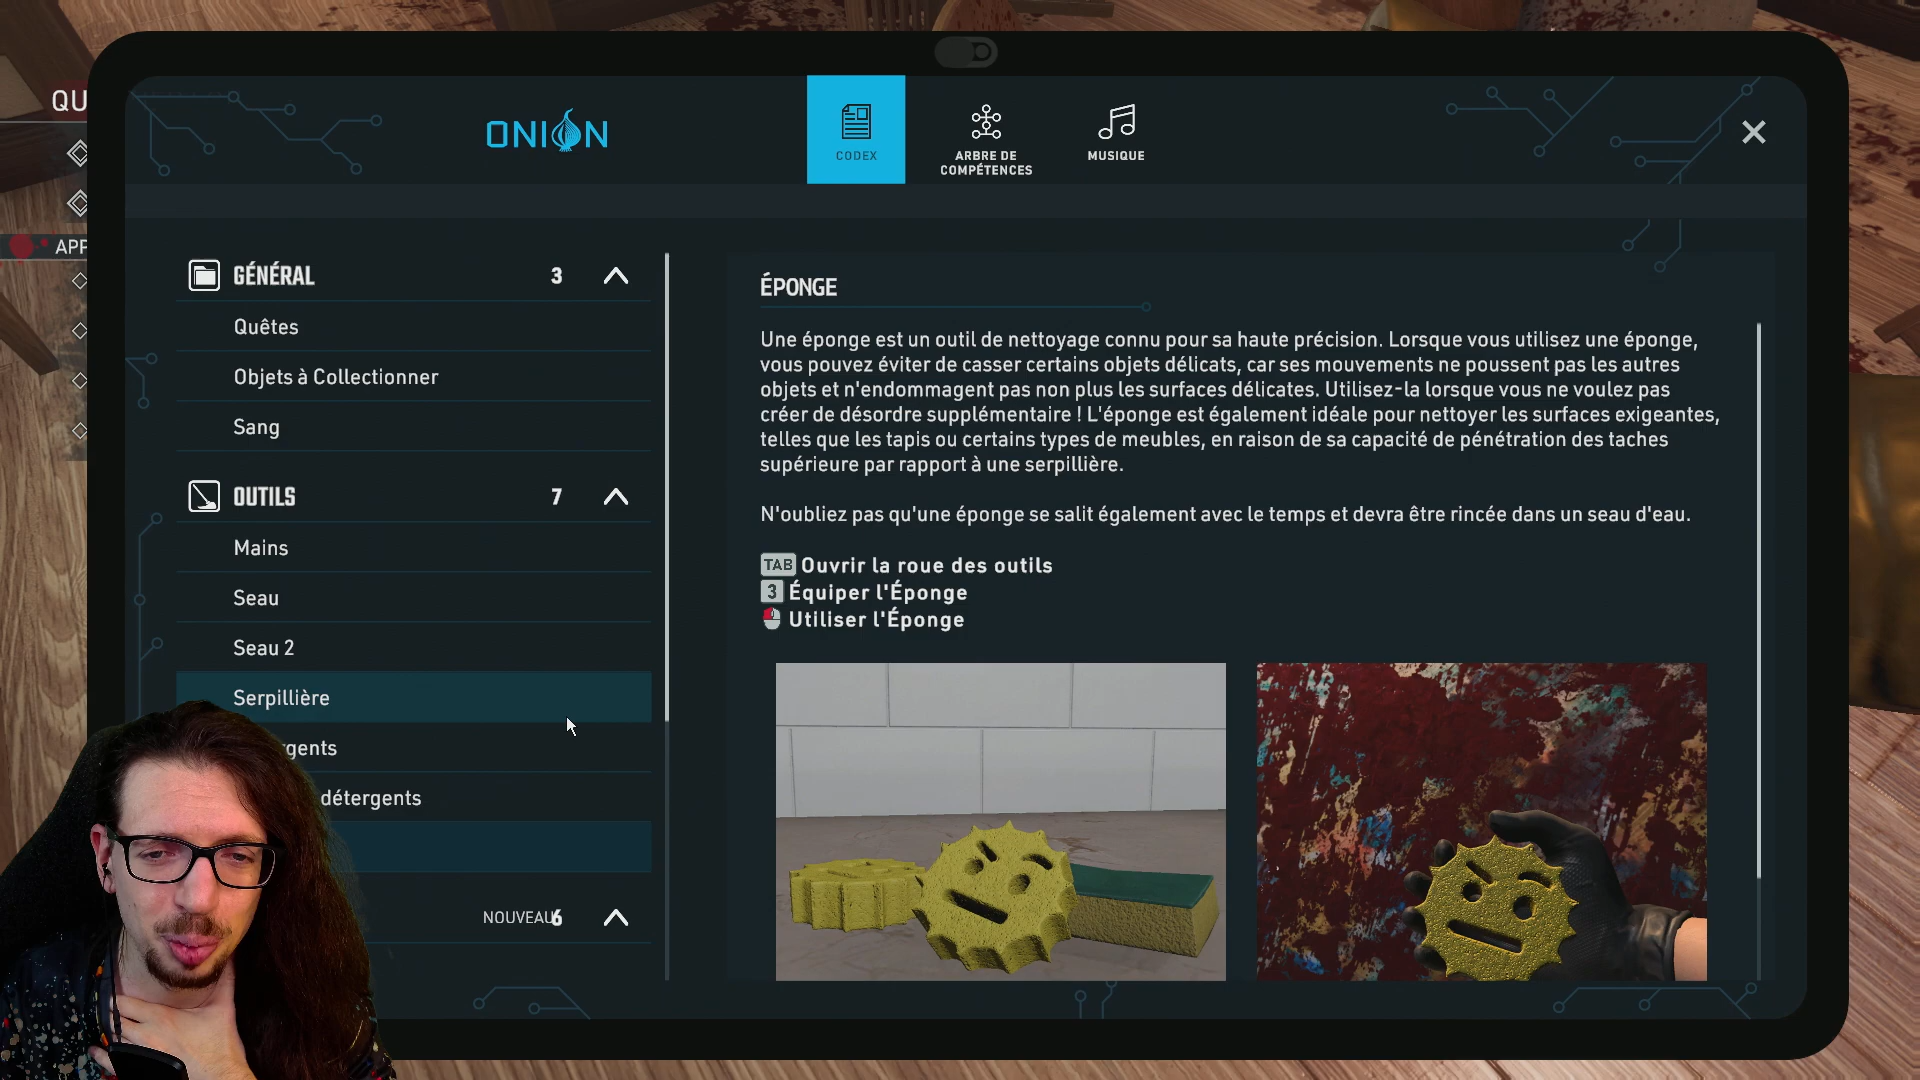 QU
APP
ONION
CODEX
ARBRE DE
COMPÉTENCES
MUSIQUE
GÉNÉRAL 3
Quêtes
Objets à Collectionner
Sang
OUTILS 7
Mains
Seau
Seau 2
Serpillière
rgents
détergents
NOUVEAU 6
ÉPONGE
Une éponge est un outil de nettoyage connu pour sa haute précision. Lorsque vous utilisez une éponge,
vous pouvez éviter de casser certains objets délicats, car ses mouvements ne poussent pas les autres
objets et n'endommagent pas non plus les surfaces délicates. Utilisez-la lorsque vous ne voulez pas
créer de désordre supplémentaire ! L'éponge est également idéale pour nettoyer les surfaces exigeantes,
telles que les tapis ou certains types de meubles, en raison de sa capacité de pénétration des taches
supérieure par rapport à une serpillière.
N'oubliez pas qu'une éponge se salit également avec le temps et devra être rincée dans un seau d'eau.
TAB Ouvrir la roue des outils
3 Équiper l'Éponge
Utiliser l'Éponge